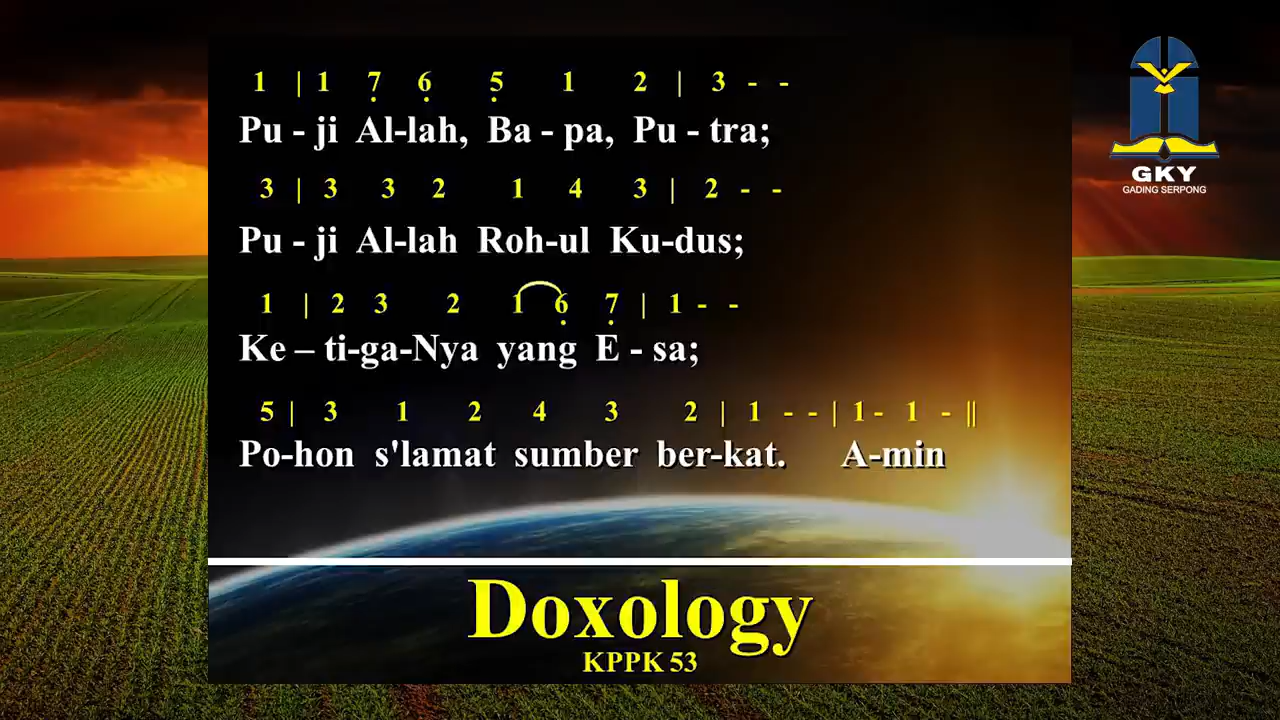 1 | 1 7̣ 6̣ 5̣ 1 2 | 3 - -
Pu - ji Al-lah, Ba - pa, Pu - tra;
3 | 3 3 2 1 4 3 | 2 - -
Pu - ji Al-lah Roh-ul Ku-dus;
1 | 2 3 2 1 6̣ 7̣ | 1 - -
Ke – ti-ga-Nya yang E - sa;
5 | 3 1 2 4 3 2 | 1 - - | 1 - 1 - ||
Po-hon s'lamat sumber ber-kat. A-min
Doxology
KPPK 53
GKY
GADING SERPONG